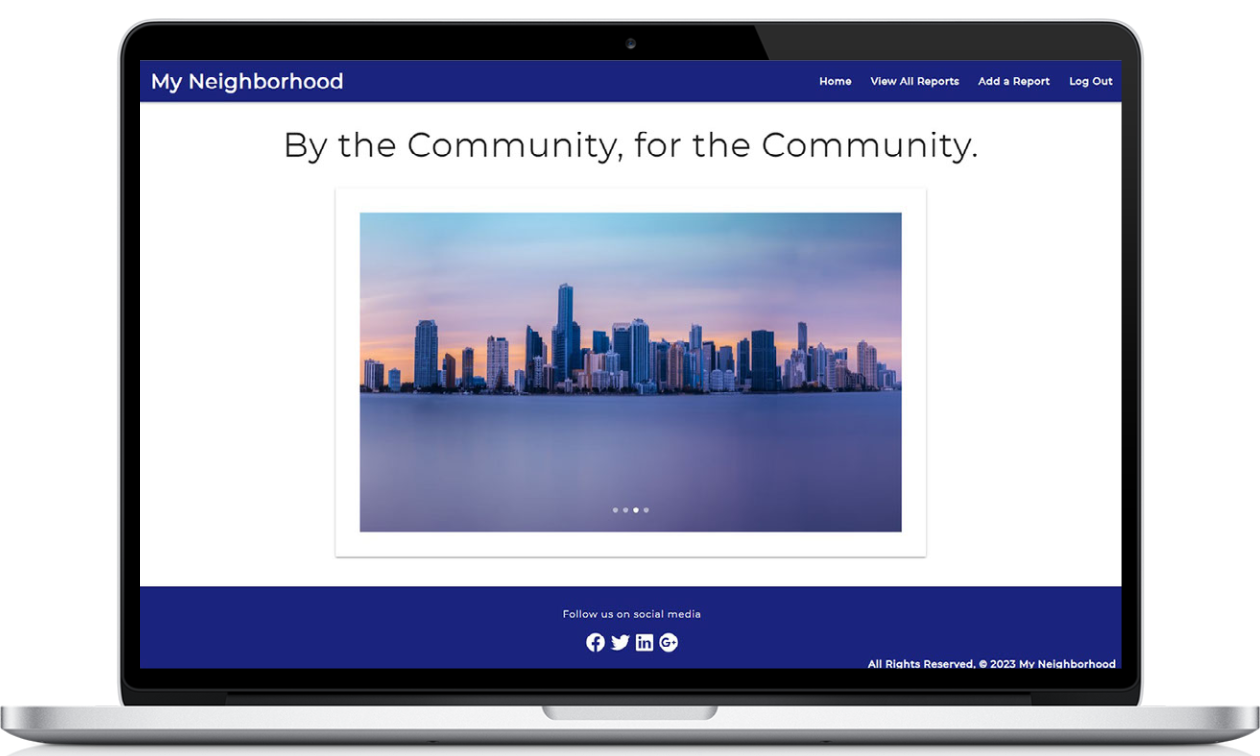 My Neighborhood
Home View All Reports Add a Report Log Out
By the Community, for the Community.
Follow us on social media
f in G+
All Rights Reserved, © 2023 My Neighborhood